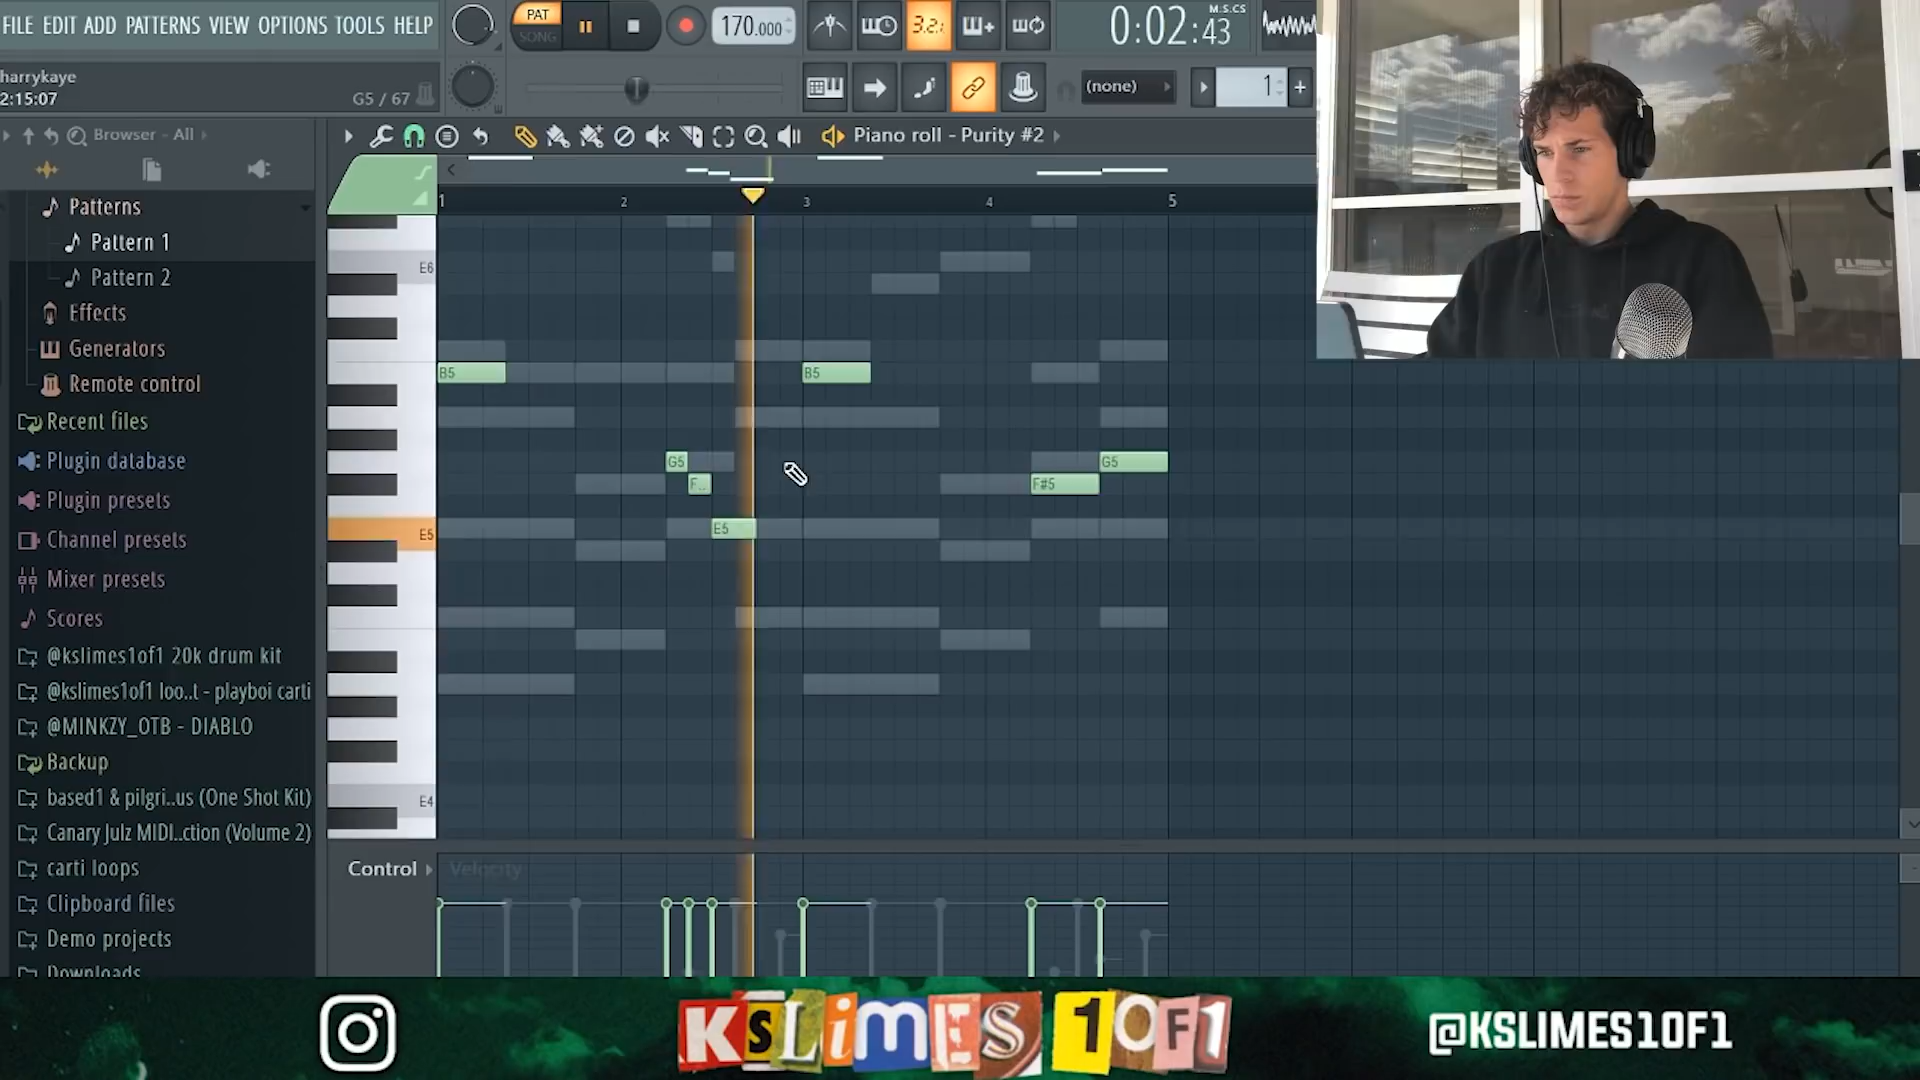 FILE EDIT ADD PATTERNS VIEW OPTIONS TOOLS HELP
PAT
SONG
170.000
3.2:
0:02:43
M:S:CS
harrykaye
2:15:07
G5 / 67
(none)
1
Browser - All
Piano roll - Purity #2
1 2 3 4 5
Patterns
Pattern 1
Pattern 2
Effects
Generators
Remote control
Recent files
Plugin database
Plugin presets
Channel presets
Mixer presets
Scores
@kslimes1of1 20k drum kit
@kslimes1of1 loo..t - playboi carti
@MINKZY_OTB - DIABLO
Backup
based1 & pilgri..us (One Shot Kit)
Canary Julz MIDI..ction (Volume 2)
carti loops
Clipboard files
Demo projects
Downloads
E6
B5
B5
G5
G5
F..
F#5
E5
E5
E4
Control
Velocity
KSLiMES 1OF1
@KSLIMES1OF1